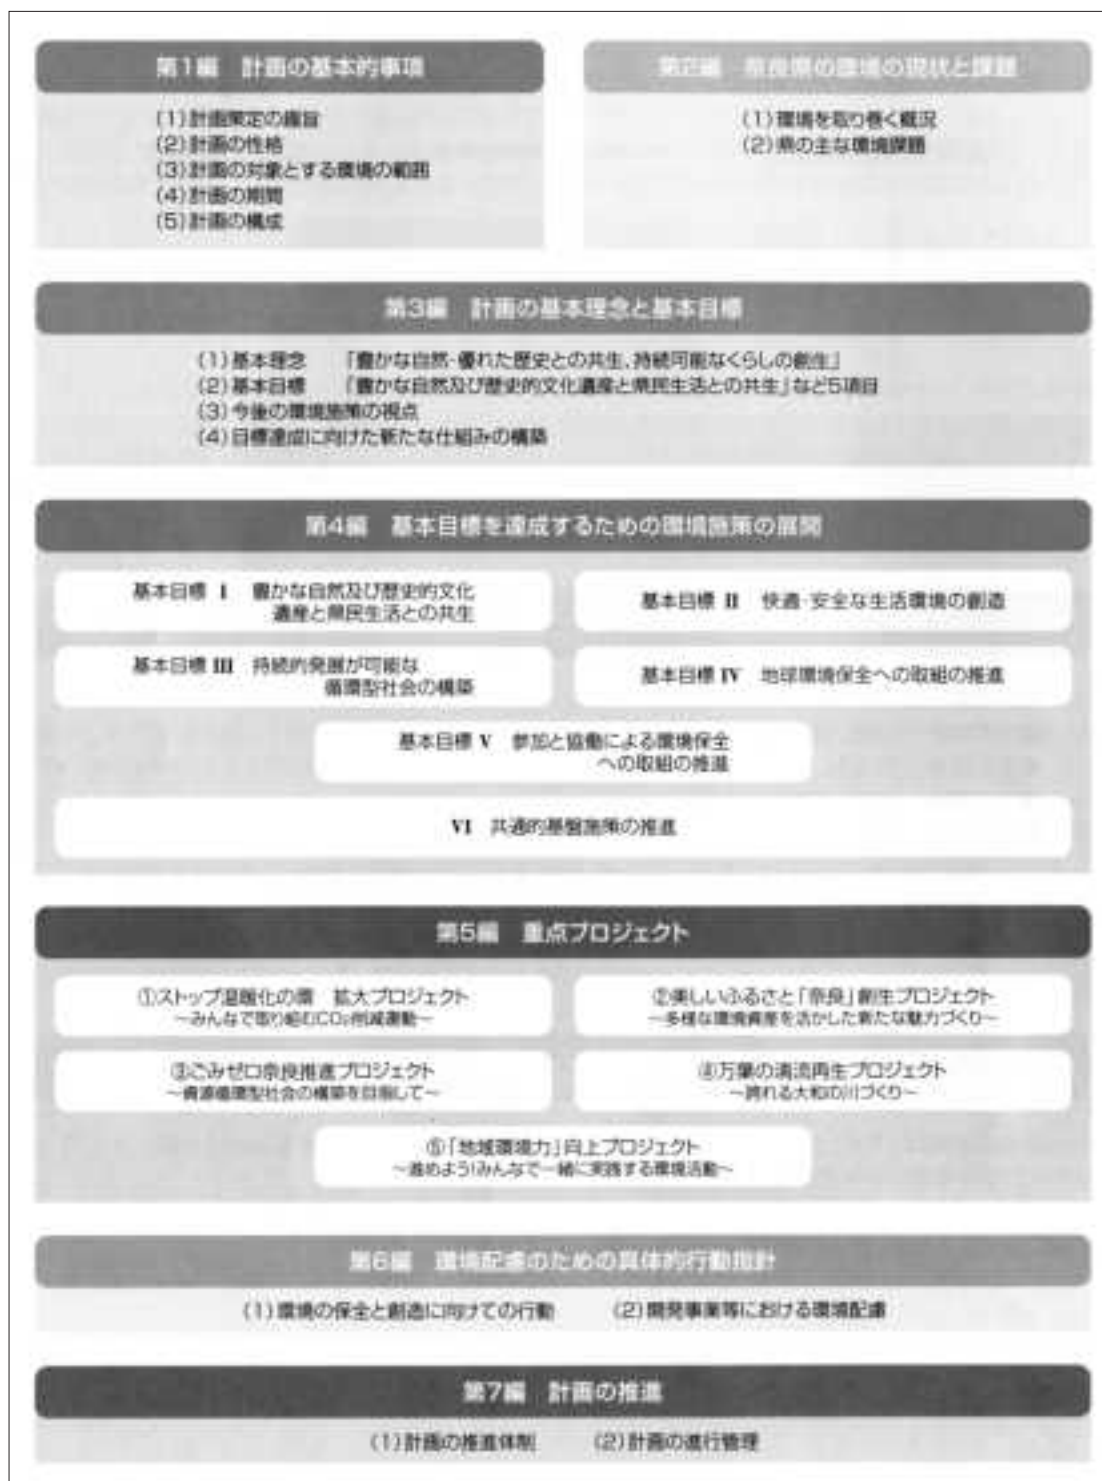 第1編 計画の基本的事項
(1)計画策定の趣旨
(2)計画の性格
(3)計画の対象とする環境の範囲
(4)計画の期間
(5)計画の構成
第2編 奈良県の環境の現状と課題
(1)環境を取り巻く概況
(2)県の主な環境課題
第3編 計画の基本理念と基本目標
(1)基本理念 「豊かな自然・優れた歴史との共生、持続可能なくらしの創生」
(2)基本目標 「豊かな自然及び歴史的文化遺産と県民生活との共生」など5項目
(3)今後の環境施策の視点
(4)目標達成に向けた新たな仕組みの構築
第4編 基本目標を達成するための環境施策の展開
基本目標 I 豊かな自然及び歴史的文化
遺産と県民生活との共生
基本目標 II 快適・安全な生活環境の創造
基本目標 III 持続的発展が可能な
循環型社会の構築
基本目標 IV 地球環境保全への取組の推進
基本目標 V 参加と協働による環境保全
への取組の推進
VI 共通的基盤施策の推進
第5編 重点プロジェクト
①ストップ温暖化の環 拡大プロジェクト
〜みんなで取り組むCO₂削減運動〜
②美しいふるさと「奈良」創生プロジェクト
〜多様な環境資産を活かした新たな魅力づくり〜
③ごみゼロ奈良推進プロジェクト
〜資源循環型社会の構築を目指して〜
④万葉の清流再生プロジェクト
〜誇れる大和の川づくり〜
⑤「地域環境力」向上プロジェクト
〜進めよう!みんなで一緒に実践する環境活動〜
第6編 環境配慮のための具体的行動指針
(1)環境の保全と創造に向けての行動 (2)開発事業等における環境配慮
第7編 計画の推進
(1)計画の推進体制 (2)計画の進行管理